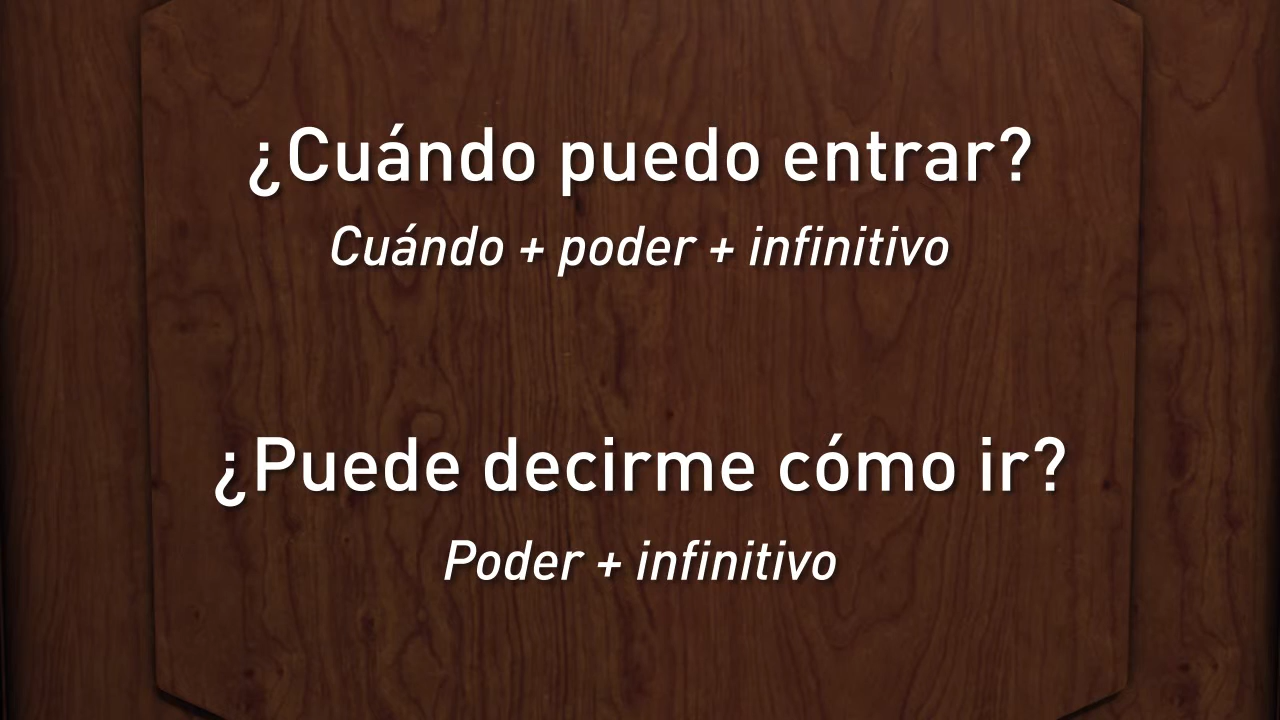 ¿Cuándo puedo entrar?
Cuándo + poder + infinitivo
¿Puede decirme cómo ir?
Poder + infinitivo